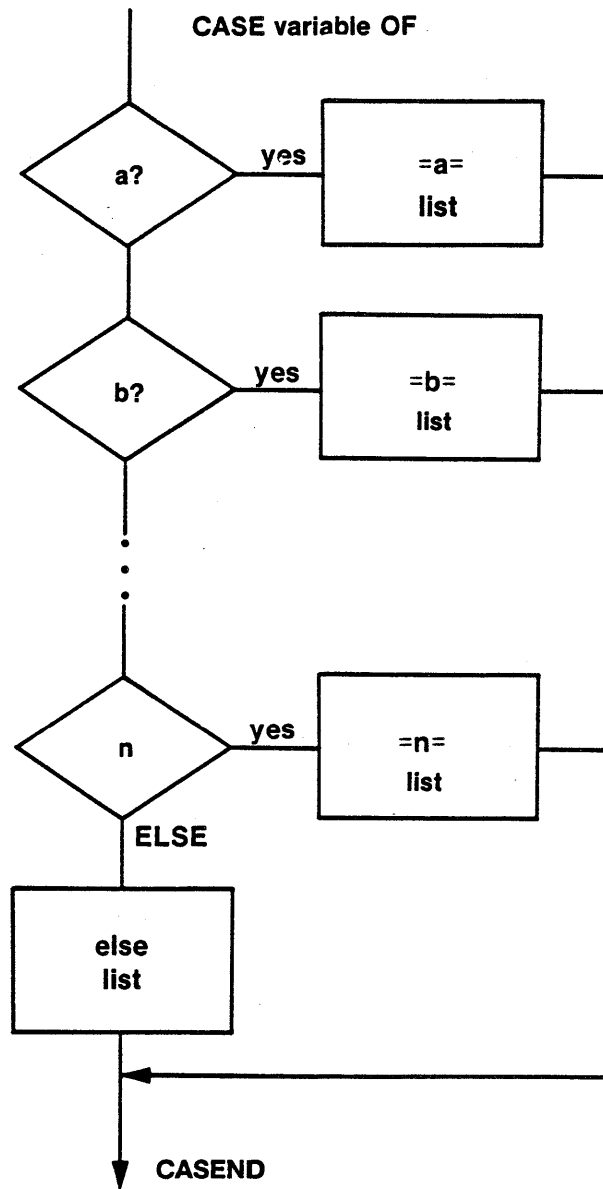 CASE variable OF
a?
yes
=a=
list
b?
yes
=b=
list
n
yes
=n=
list
ELSE
else
list
CASEND